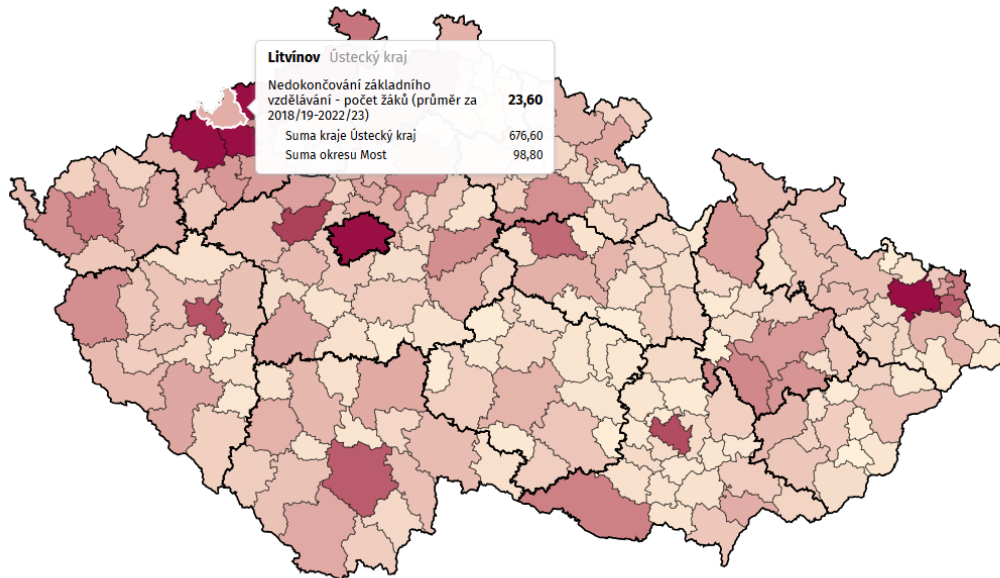 Litvínov Ústecký kraj
Nedokončování základního
vzdělávání - počet žáků (průměr za 23,60
2018/19-2022/23)
Suma kraje Ústecký kraj 676,60
Suma okresu Most 98,80